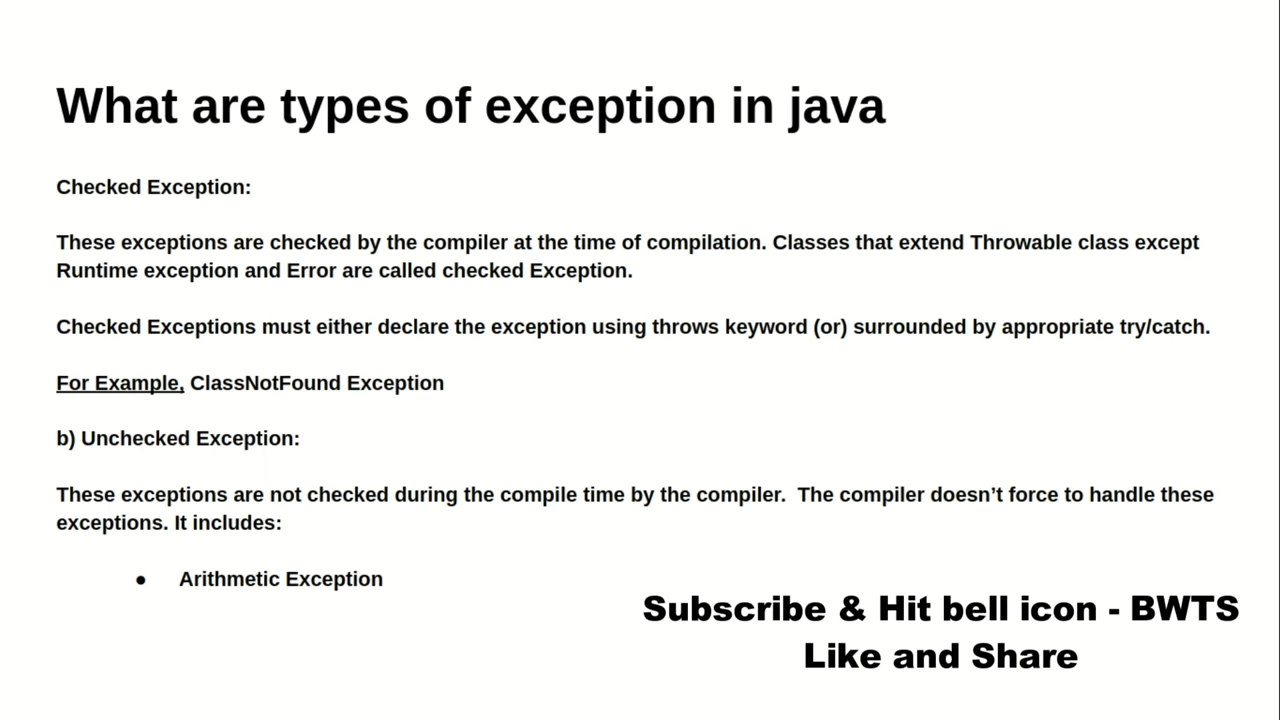 What are types of exception in java
Checked Exception:
These exceptions are checked by the compiler at the time of compilation. Classes that extend Throwable class except
Runtime exception and Error are called checked Exception.
Checked Exceptions must either declare the exception using throws keyword (or) surrounded by appropriate try/catch.
For Example, ClassNotFound Exception
b) Unchecked Exception:
These exceptions are not checked during the compile time by the compiler.  The compiler doesn’t force to handle these
exceptions. It includes:
● Arithmetic Exception
Subscribe & Hit bell icon - BWTS
Like and Share